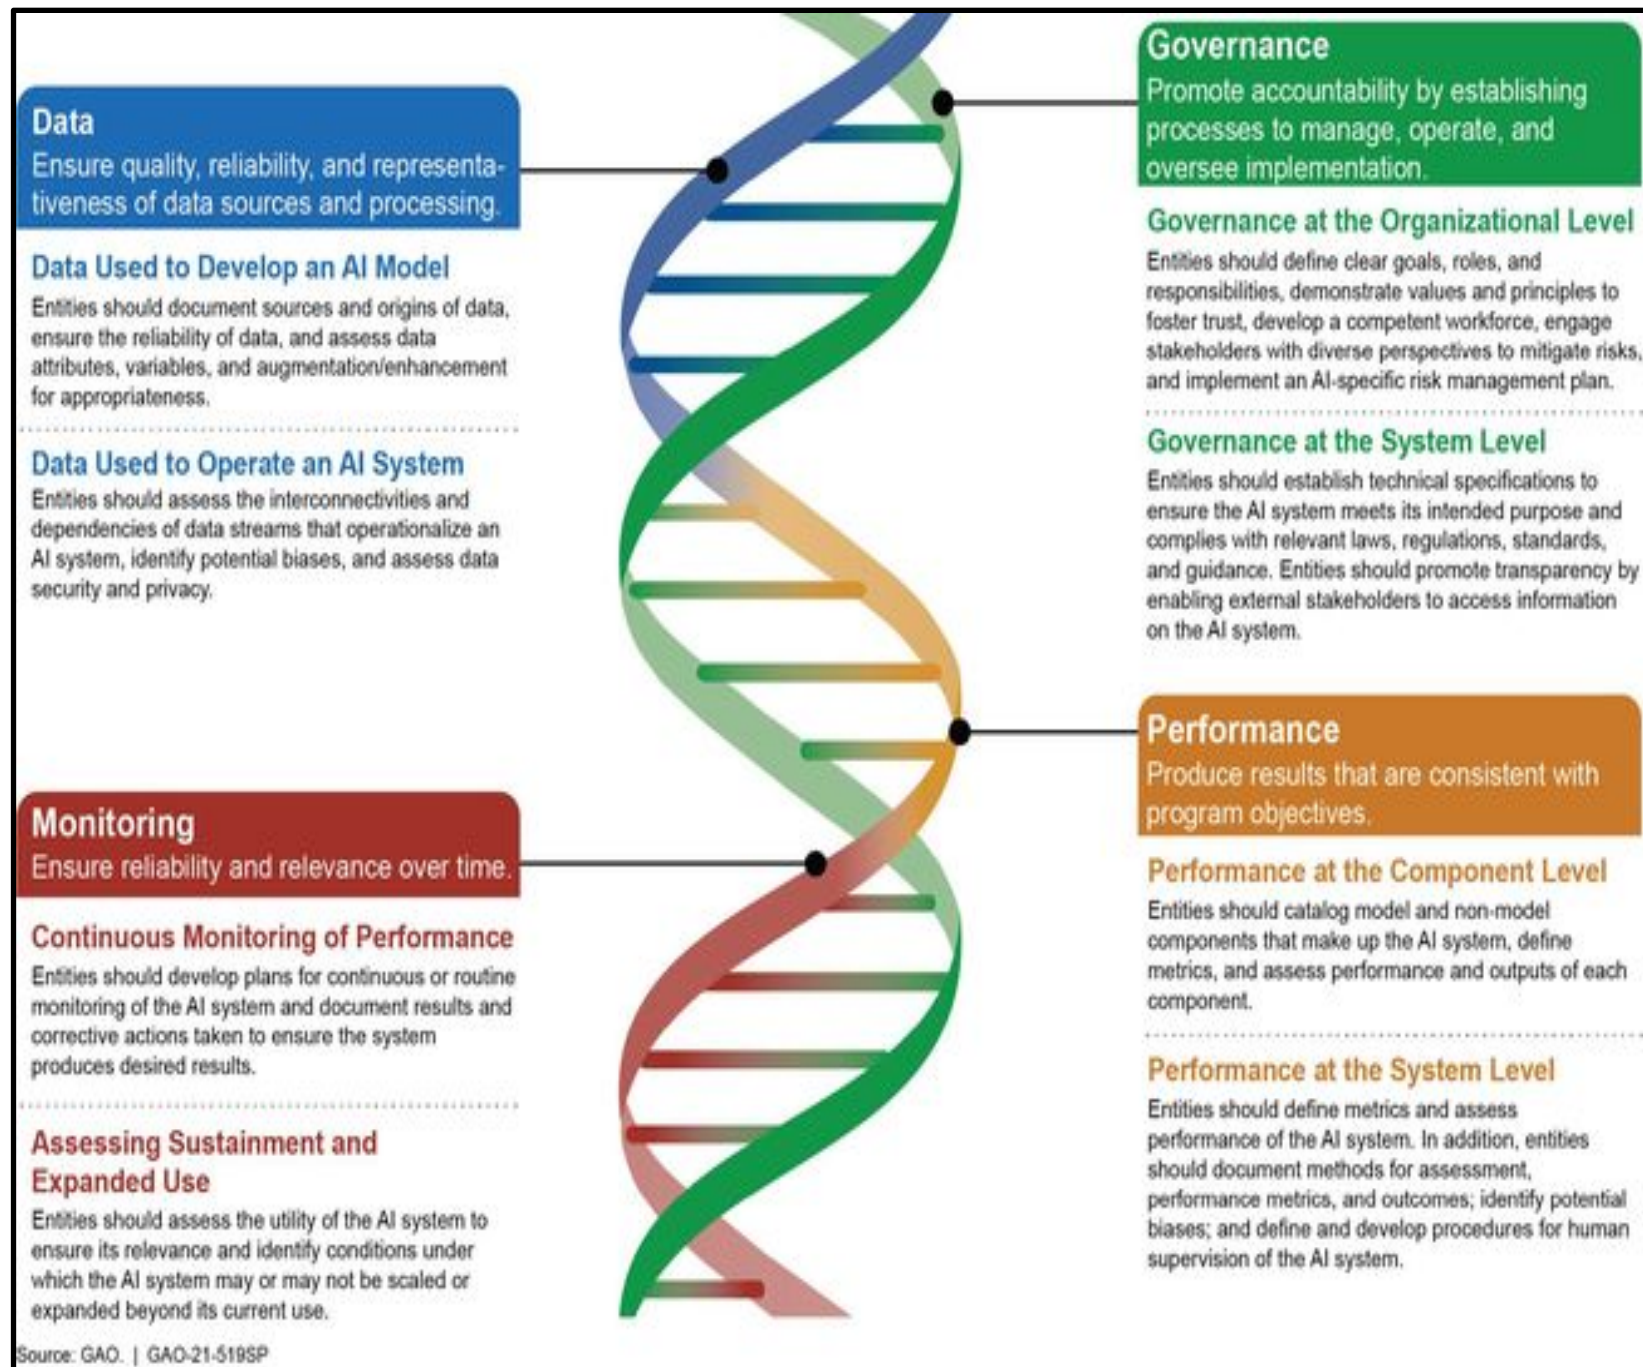 Data
Ensure quality, reliability, and representa-
tiveness of data sources and processing.
Data Used to Develop an AI Model
Entities should document sources and origins of data,
ensure the reliability of data, and assess data
attributes, variables, and augmentation/enhancement
for appropriateness.
Data Used to Operate an AI System
Entities should assess the interconnectivities and
dependencies of data streams that operationalize an
AI system, identify potential biases, and assess data
security and privacy.
Monitoring
Ensure reliability and relevance over time.
Continuous Monitoring of Performance
Entities should develop plans for continuous or routine
monitoring of the AI system and document results and
corrective actions taken to ensure the system
produces desired results.
Assessing Sustainment and
Expanded Use
Entities should assess the utility of the AI system to
ensure its relevance and identify conditions under
which the AI system may or may not be scaled or
expanded beyond its current use.
Source: GAO. | GAO-21-519SP
Governance
Promote accountability by establishing
processes to manage, operate, and
oversee implementation.
Governance at the Organizational Level
Entities should define clear goals, roles, and
responsibilities, demonstrate values and principles to
foster trust, develop a competent workforce, engage
stakeholders with diverse perspectives to mitigate risks,
and implement an AI-specific risk management plan.
Governance at the System Level
Entities should establish technical specifications to
ensure the AI system meets its intended purpose and
complies with relevant laws, regulations, standards,
and guidance. Entities should promote transparency by
enabling external stakeholders to access information
on the AI system.
Performance
Produce results that are consistent with
program objectives.
Performance at the Component Level
Entities should catalog model and non-model
components that make up the AI system, define
metrics, and assess performance and outputs of each
component.
Performance at the System Level
Entities should define metrics and assess
performance of the AI system. In addition, entities
should document methods for assessment,
performance metrics, and outcomes; identify potential
biases; and define and develop procedures for human
supervision of the AI system.